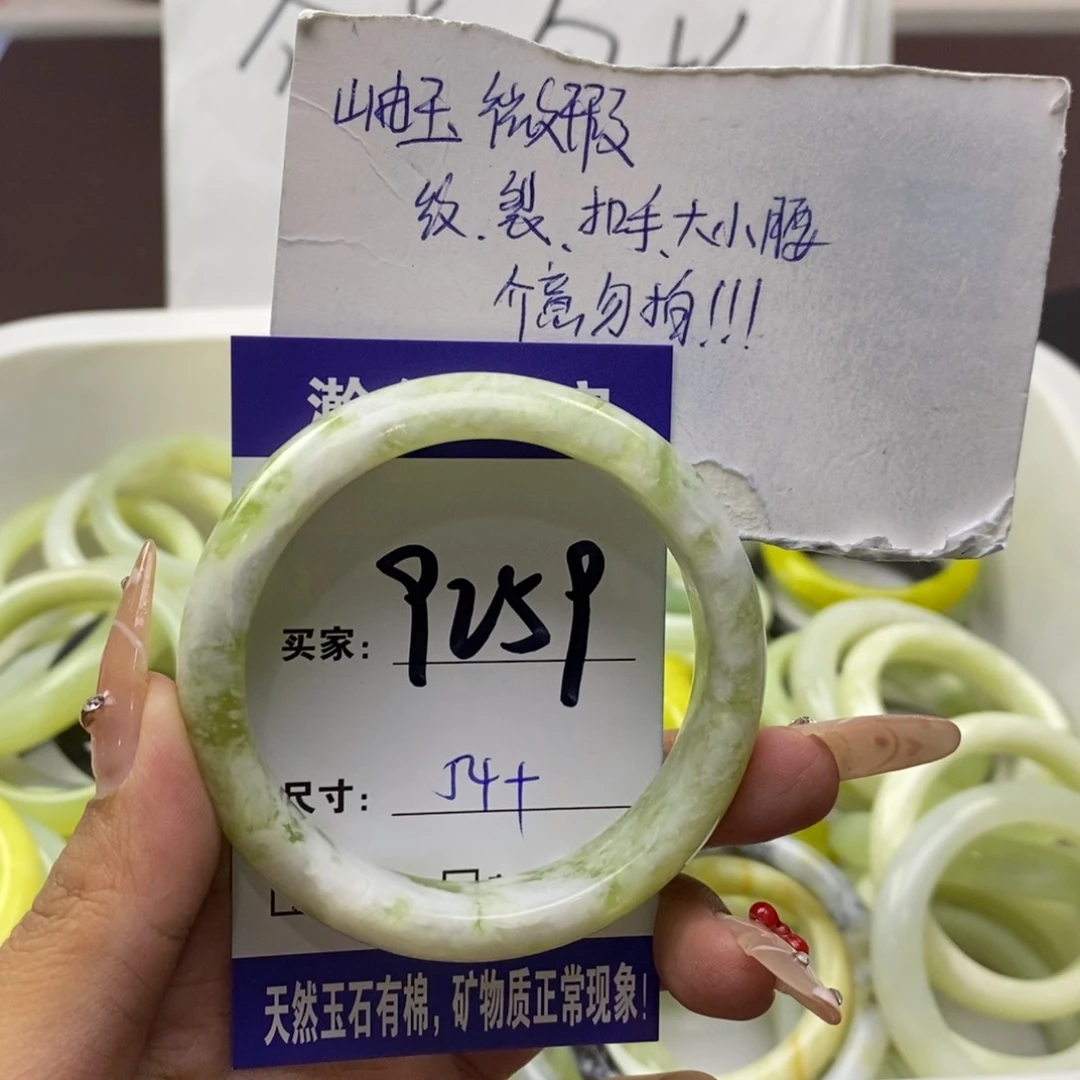 岫玉 微瑕
纹、裂、扣手、大小腰
介意勿拍!!!
买家: 9259
尺寸: 54+
天然玉石有棉,矿物质正常现象!